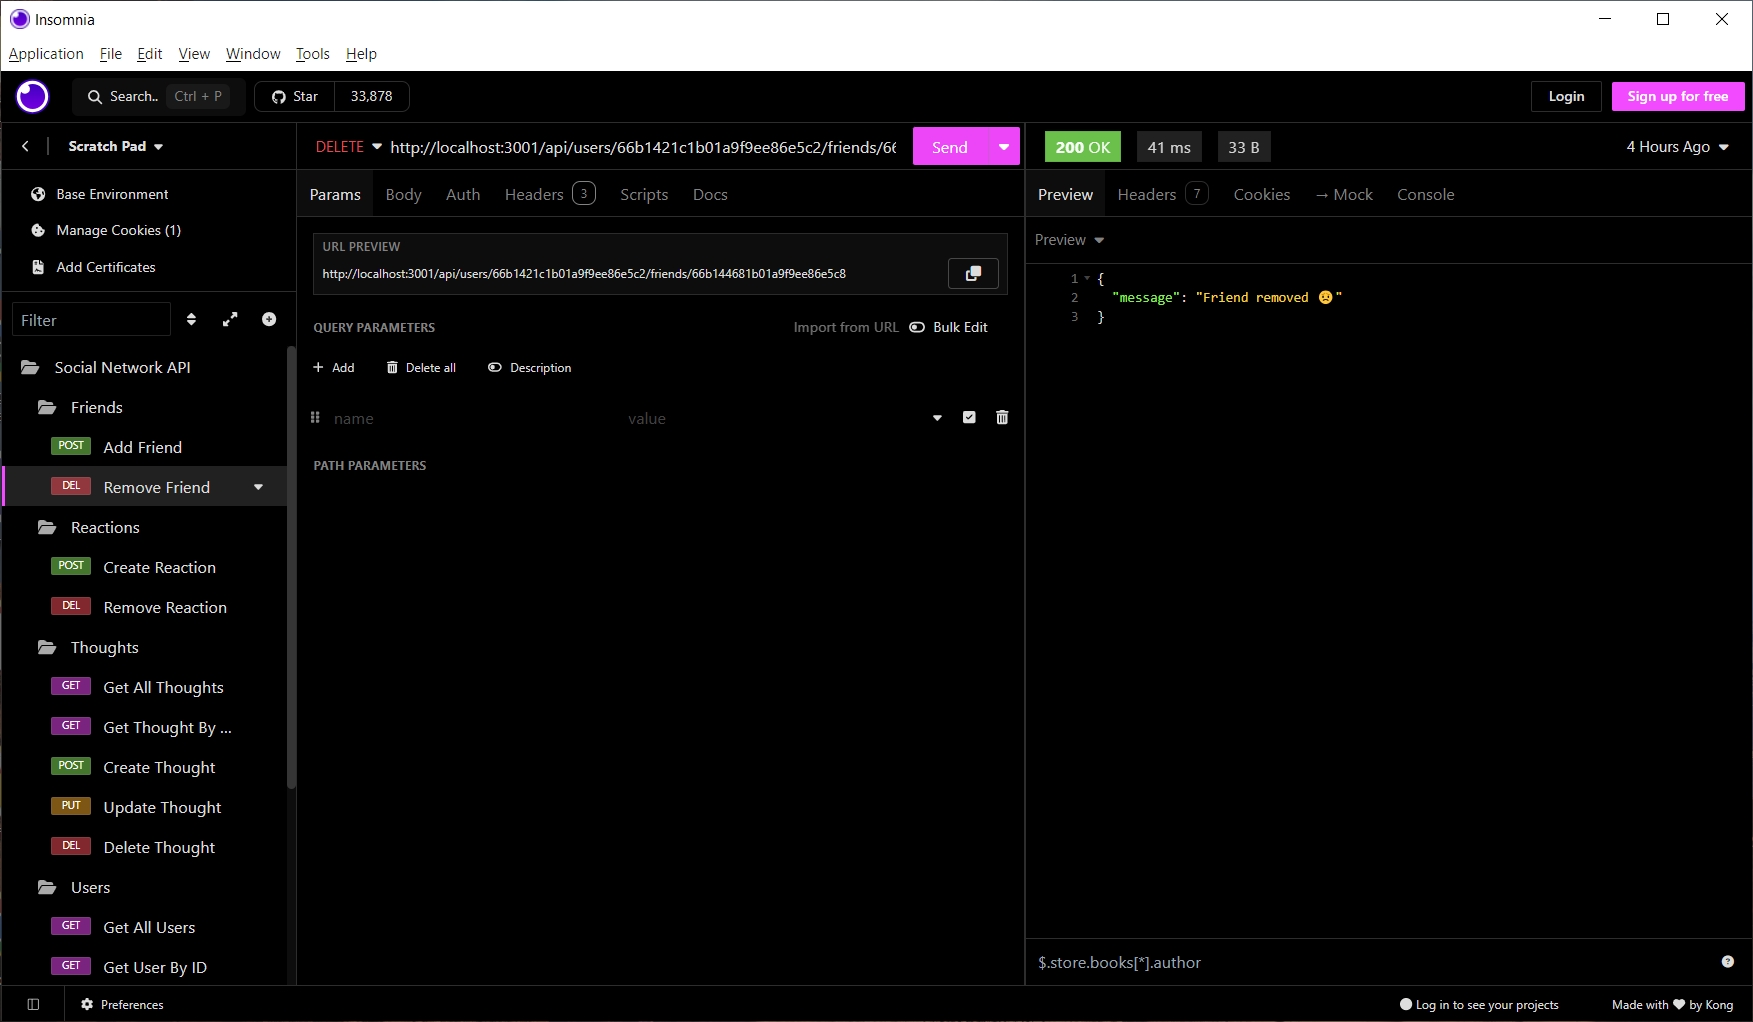 Insomnia
Application File Edit View Window Tools Help
Search.. Ctrl + P Star 33,878 Login Sign up for free
Scratch Pad
Base Environment
Manage Cookies (1)
Add Certificates
Filter
Social Network API
Friends
POST Add Friend
DEL Remove Friend
Reactions
POST Create Reaction
DEL Remove Reaction
Thoughts
GET Get All Thoughts
GET Get Thought By ...
POST Create Thought
PUT Update Thought
DEL Delete Thought
Users
GET Get All Users
GET Get User By ID
DELETE http://localhost:3001/api/users/66b1421c1b01a9f9ee86e5c2/friends/66 Send
Params Body Auth Headers 3 Scripts Docs
URL PREVIEW
http://localhost:3001/api/users/66b1421c1b01a9f9ee86e5c2/friends/66b144681b01a9f9ee86e5c8
QUERY PARAMETERS Import from URL Bulk Edit
Add Delete all Description
name value
PATH PARAMETERS
200 OK 41 ms 33 B 4 Hours Ago
Preview Headers 7 Cookies → Mock Console
Preview
1 {
2 "message": "Friend removed 😢"
3 }
$.store.books[*].author
Preferences Log in to see your projects Made with ♥ by Kong